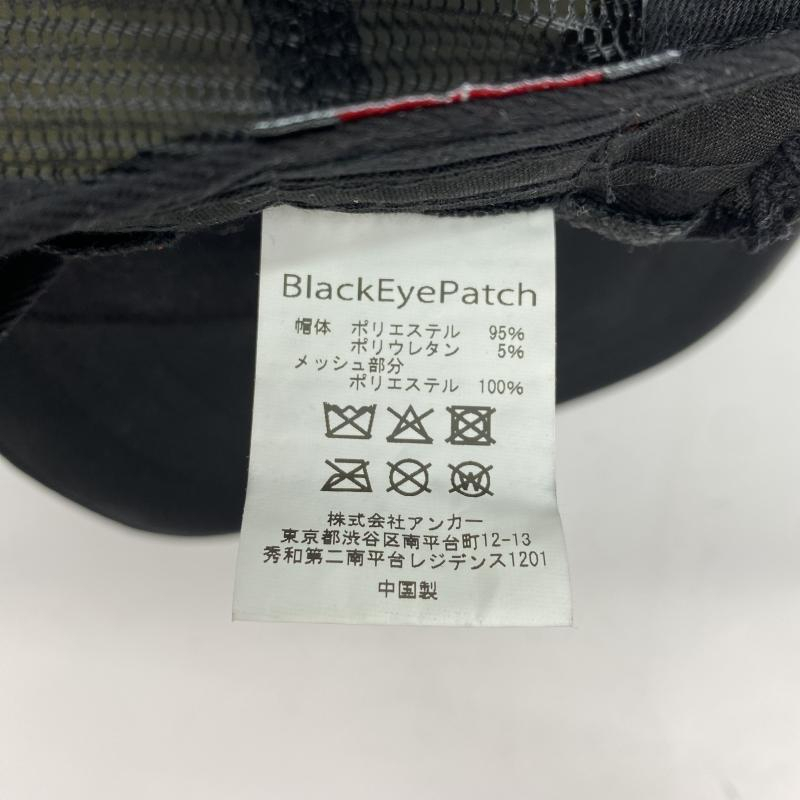 BlackEyePatch
帽体 ポリエステル 95%
ポリウレタン 5%
メッシュ部分
ポリエステル 100%
株式会社アンカー
東京都渋谷区南平台町12-13
秀和第二南平台レジデンス1201
中国製